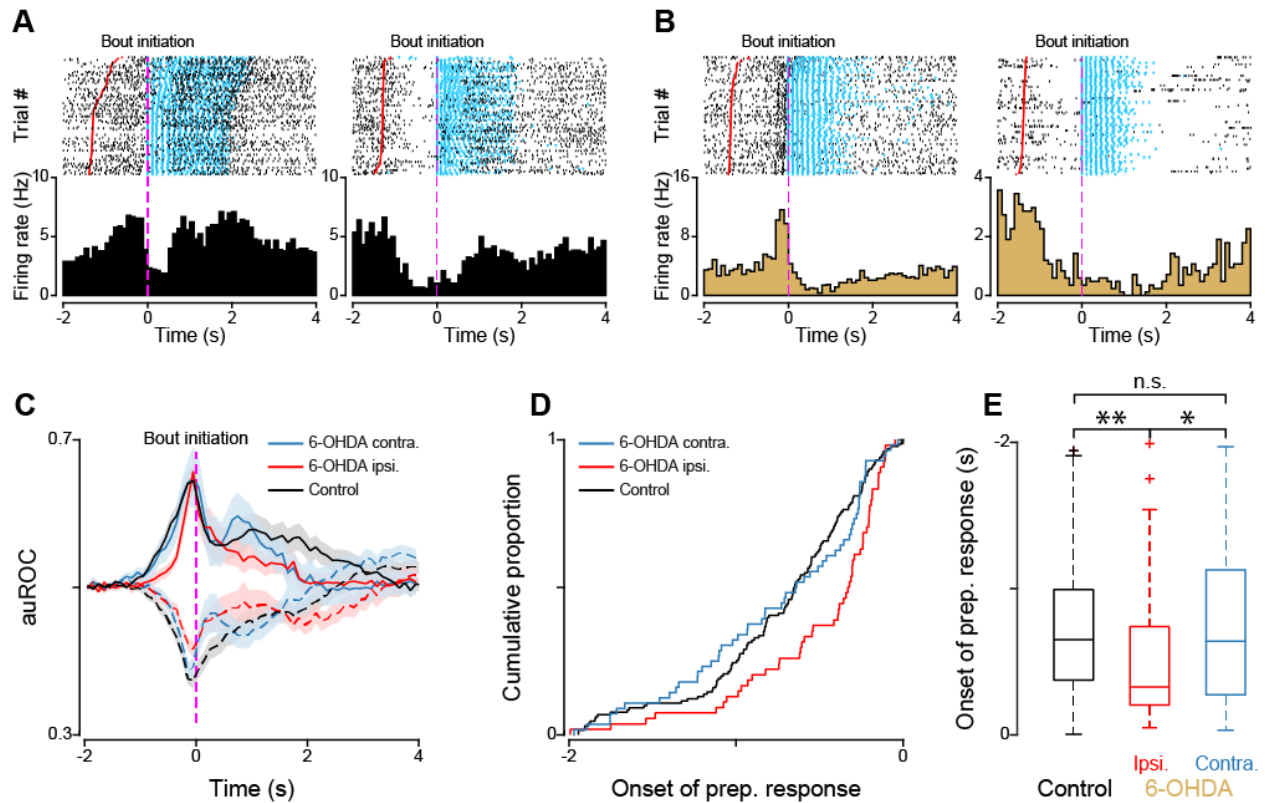 A
B
Bout initiation
Bout initiation
Bout initiation
Bout initiation
Trial #
Trial #
Firing rate (Hz)
10
5
0
10
5
0
Firing rate (Hz)
16
8
0
4
2
0
-2 0 2 4
-2 0 2 4
-2 0 2 4
-2 0 2 4
Time (s)
Time (s)
Time (s)
Time (s)
C
Bout initiation
6-OHDA contra.
6-OHDA ipsi.
Control
auROC
0.7
0.3
-2 0 2 4
Time (s)
D
6-OHDA contra.
6-OHDA ipsi.
Control
Cumulative proportion
1
0
-2 0
Onset of prep. response
E
n.s.
** *
Onset of prep. response (s)
-2
0
Ipsi. Contra.
Control 6-OHDA